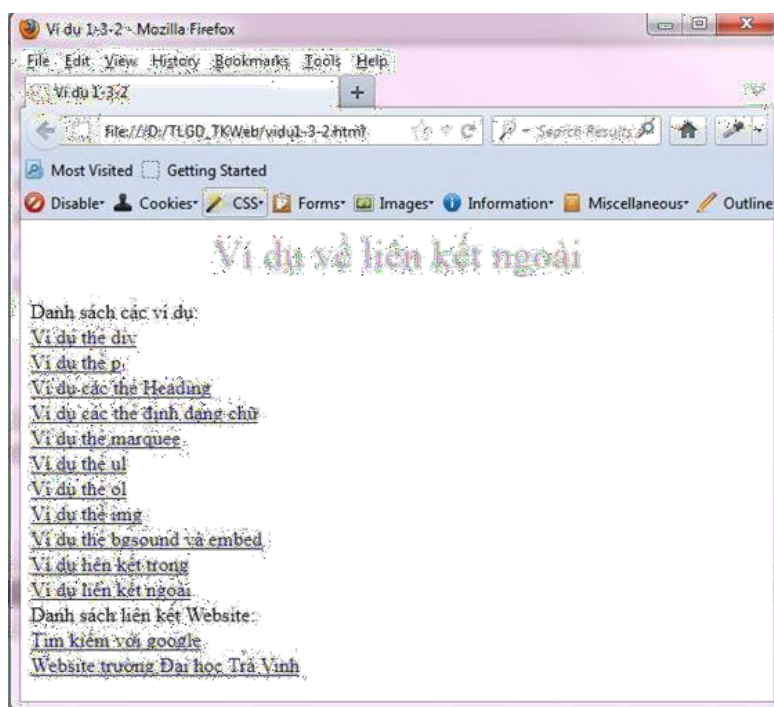 Ví dụ 1-3-2 - Mozilla Firefox
File Edit View History Bookmarks Tools Help
Ví dụ 1-3-2
file:///D:/TLGD_TKWeb/vidu1-3-2.html
Search Results
Most Visited Getting Started
Disable Cookies CSS Forms Images Information Miscellaneous Outline
Ví dụ về liên kết ngoài
Danh sách các ví dụ:
Ví dụ thẻ div
Ví dụ thẻ p
Ví dụ các thẻ Heading
Ví dụ các thẻ định dạng chữ
Ví dụ thẻ marquee
Ví dụ thẻ ul
Ví dụ thẻ ol
Ví dụ thẻ img
Ví dụ thẻ bgsound và embed
Ví dụ liên kết trong
Ví dụ liên kết ngoài
Danh sách liên kết Website:
Tìm kiếm với google
Website trường Đại học Trà Vinh